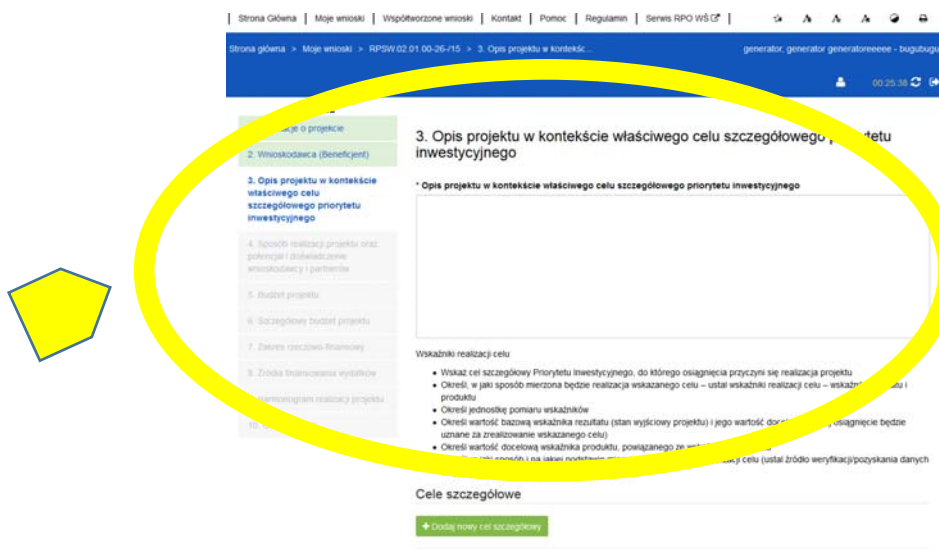 Strona Główna | Moje wnioski | Współtworzone wnioski | Kontakt | Pomoc | Regulamin | Serwis RPO WŚ
Strona główna > Moje wnioski > RPSW.02.01.00-26-/15 > 3. Opis projektu w kontekśc...
generator, generator generatoreeeee - bugubugu
00:25:38
o projekcie
2. Wnioskodawca (Beneficjent)
3. Opis projektu w kontekście
właściwego celu
szczegółowego priorytetu
inwestycyjnego
4. Sposób realizacji projektu oraz
potencjał i doświadczenie
wnioskodawcy i partnerów
5. Budżet projektu
6. Szczegółowy budżet projektu
7. Zakres rzeczowo-finansowy
8. Źródła finansowania wydatków
harmonogram realizacji projektu
10.
3. Opis projektu w kontekście właściwego celu szczegółowego
inwestycyjnego
* Opis projektu w kontekście właściwego celu szczegółowego priorytetu inwestycyjnego
Wskaźniki realizacji celu
• Wskaż cel szczegółowy Priorytetu Inwestycyjnego, do którego osiągnięcia przyczyni się realizacja projektu
• Określ, w jaki sposób mierzona będzie realizacja wskazanego celu – ustal wskaźniki realizacji celu – i
produktu
• Określ jednostkę pomiaru wskaźników
• Określ wartość bazową wskaźnika rezultatu (stan wyjściowy projektu) i jego wartość osiągnięcie będzie
uznane za zrealizowanie wskazanego celu)
• Określ wartość docelową wskaźnika produktu, powiązanego ze
celu (ustal źródło weryfikacji/pozyskania danych
Cele szczegółowe
+ Dodaj nowy cel szczegółowy